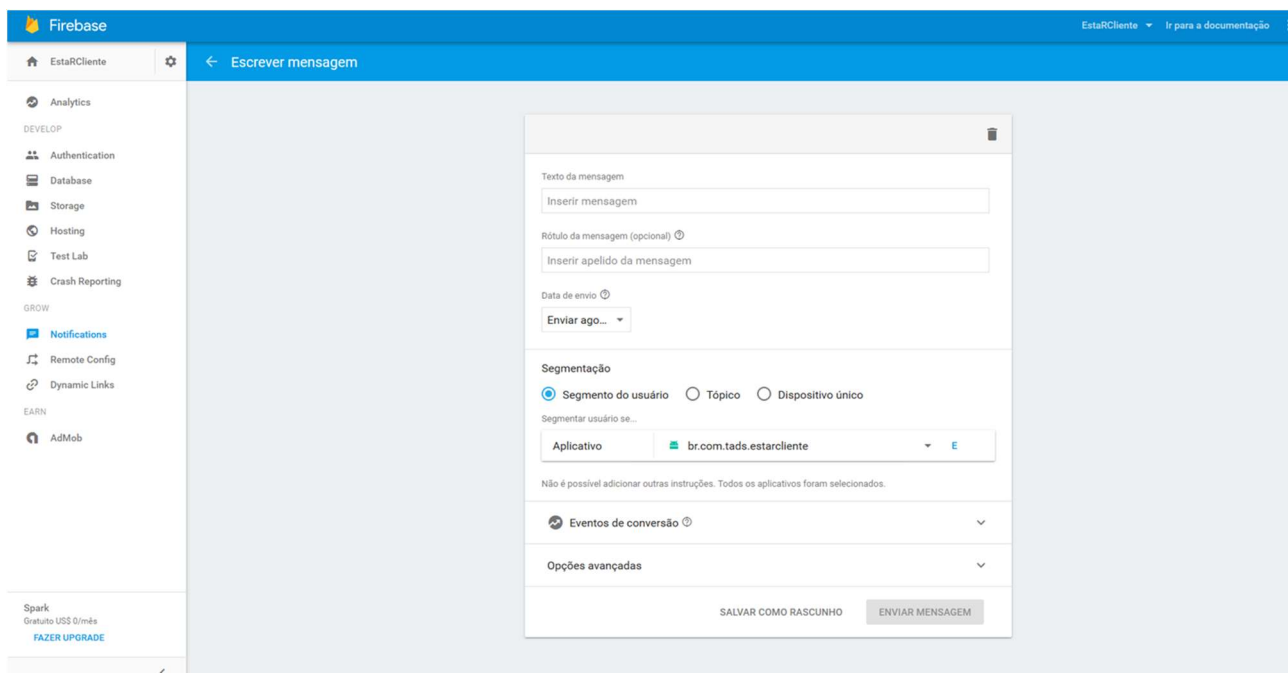 Firebase
EstaRCliente
Ir para a documentação
EstaRCliente
Escrever mensagem
Analytics
DEVELOP
Authentication
Database
Storage
Hosting
Test Lab
Crash Reporting
GROW
Notifications
Remote Config
Dynamic Links
EARN
AdMob
Spark
Gratuito US$ 0/mês
FAZER UPGRADE
Texto da mensagem
Inserir mensagem
Rótulo da mensagem (opcional)
Inserir apelido da mensagem
Data de envio
Enviar ago...
Segmentação
Segmento do usuário Tópico Dispositivo único
Segmentar usuário se...
Aplicativo br.com.tads.estarcliente E
Não é possível adicionar outras instruções. Todos os aplicativos foram selecionados.
Eventos de conversão
Opções avançadas
SALVAR COMO RASCUNHO ENVIAR MENSAGEM